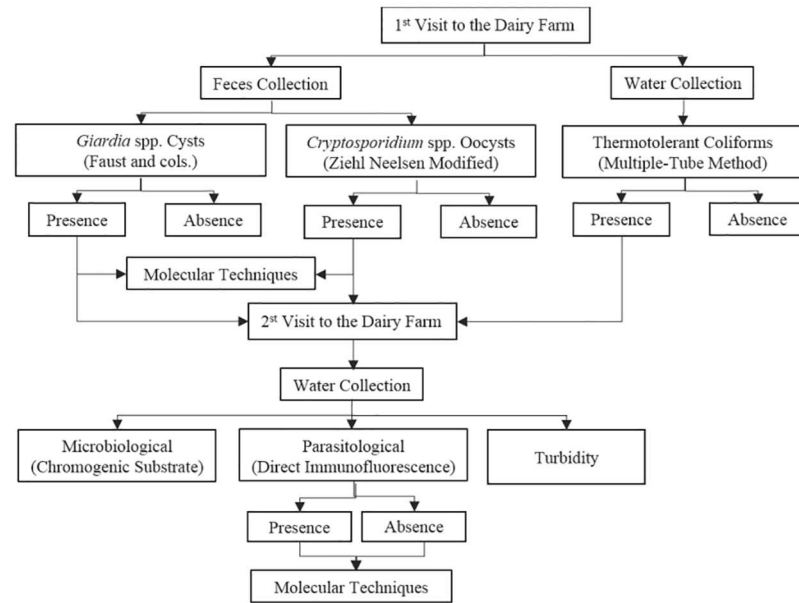 1st Visit to the Dairy Farm
Feces Collection
Water Collection
Giardia spp. Cysts
(Faust and cols.)
Cryptosporidium spp. Oocysts
(Ziehl Neelsen Modified)
Thermotolerant Coliforms
(Multiple-Tube Method)
Presence
Absence
Presence
Absence
Presence
Absence
Molecular Techniques
2st Visit to the Dairy Farm
Water Collection
Microbiological
(Chromogenic Substrate)
Parasitological
(Direct Immunofluorescence)
Turbidity
Presence
Absence
Molecular Techniques